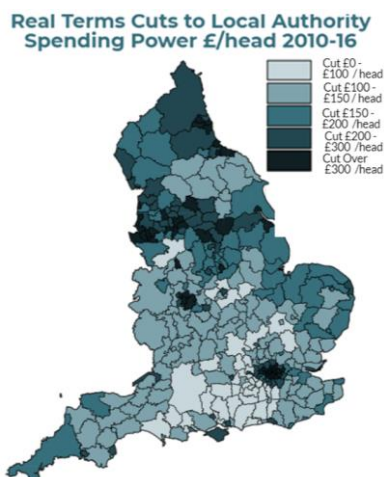 Real Terms Cuts to Local Authority
Spending Power £/head 2010-16
Cut £0 -
£100 /head
Cut £100 -
£150 /head
Cut £150 -
£200 /head
Cut £200 -
£300 /head
Cut Over
£300 /head